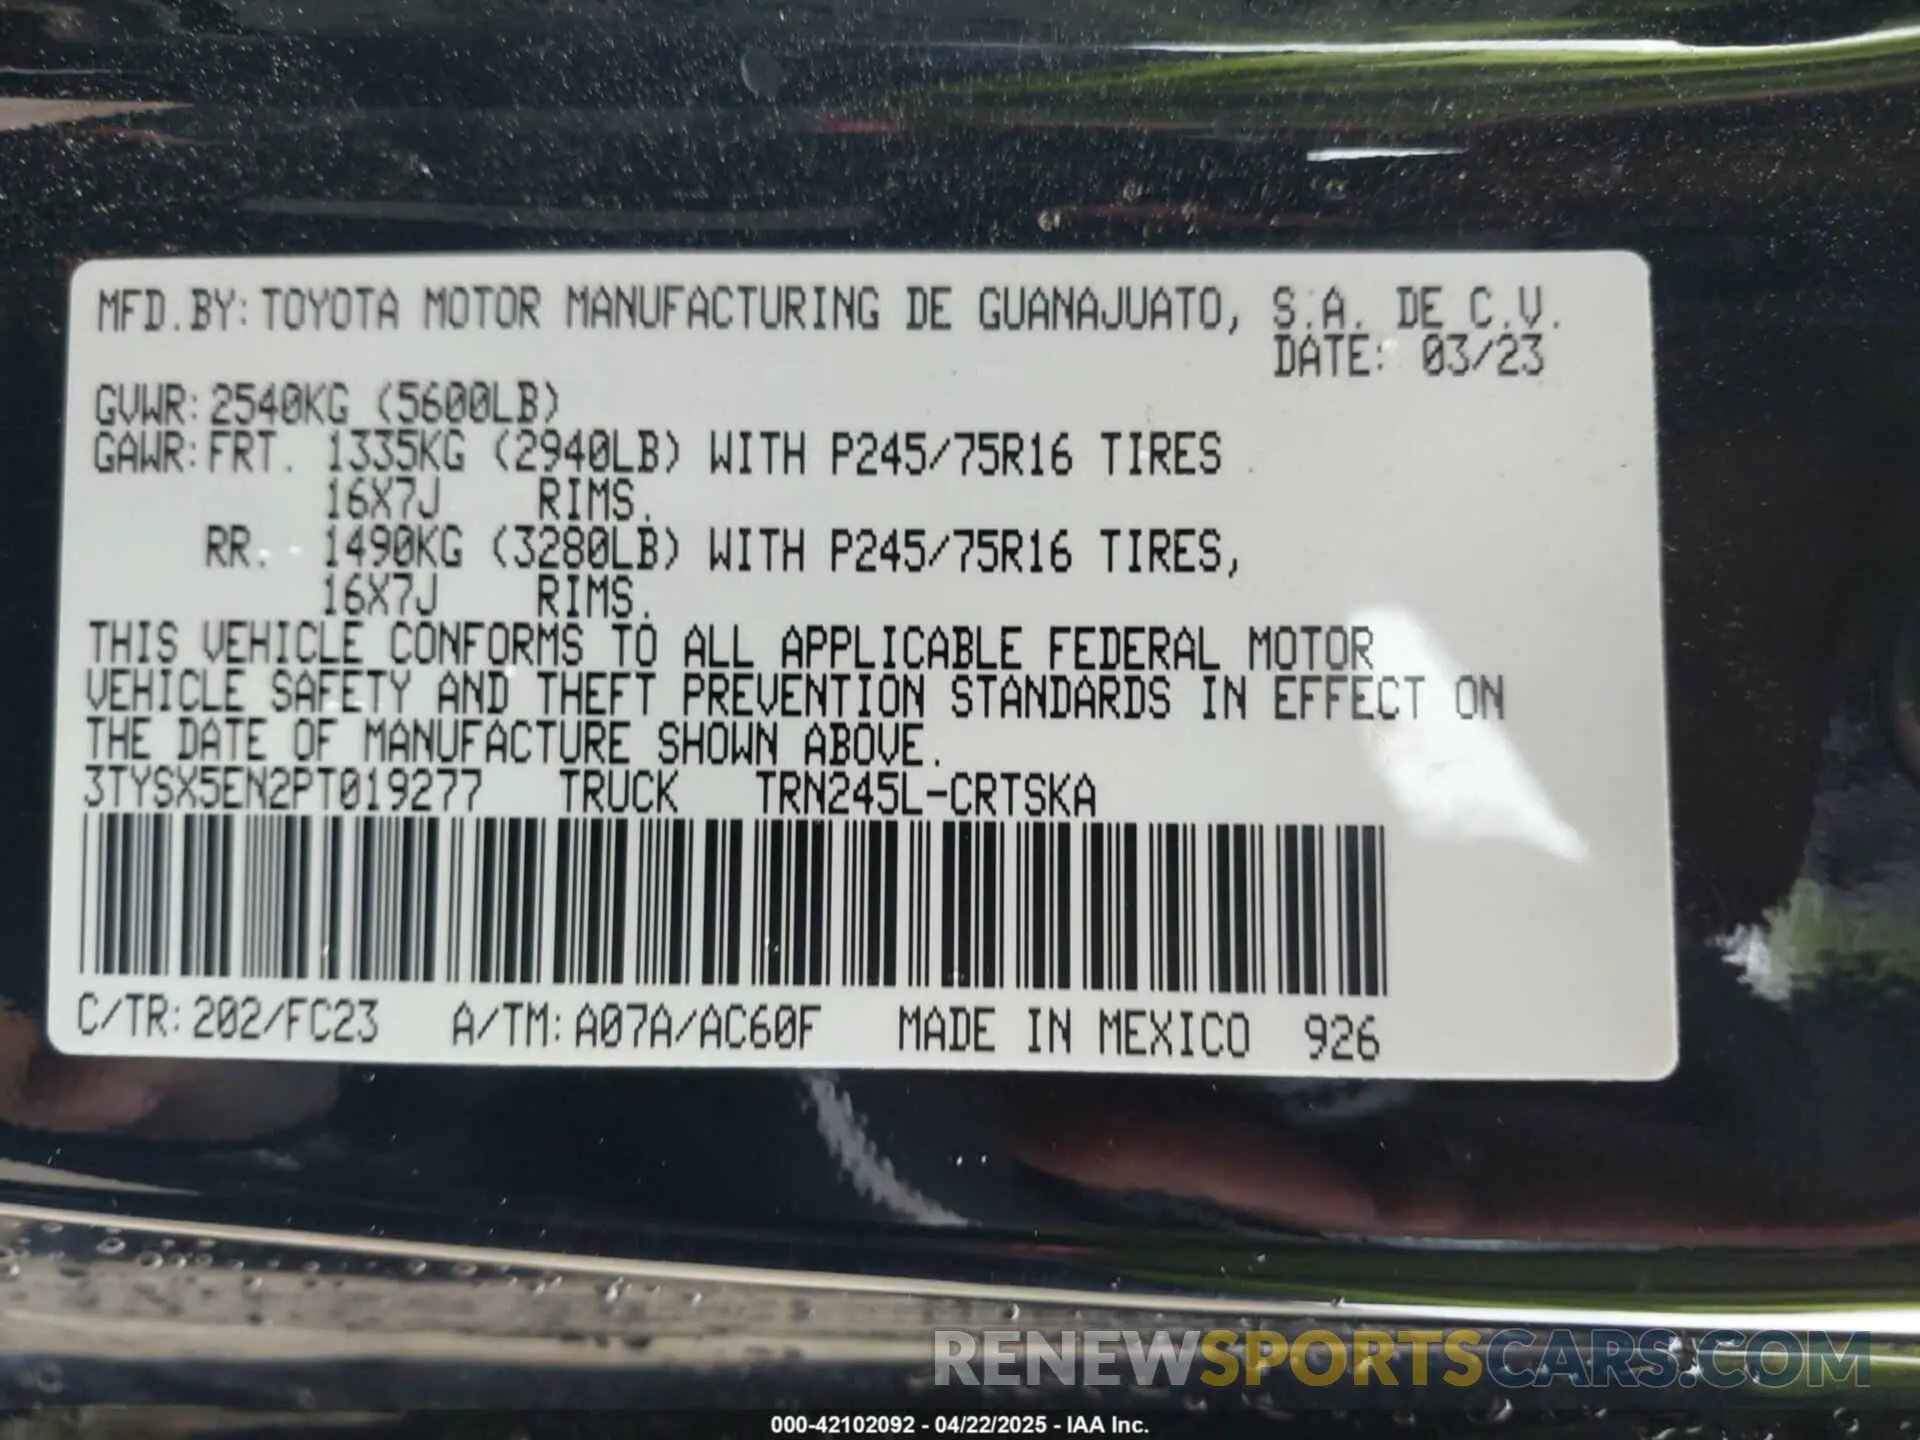 MFD.BY: TOYOTA MOTOR MANUFACTURING DE GUANAJUATO, S.A. DE C.V.
DATE: 03/23
GVWR: 2540KG (5600LB)
GAWR: FRT. 1335KG (2940LB) WITH P245/75R16 TIRES
16X7J RIMS.
RR. 1490KG (3280LB) WITH P245/75R16 TIRES,
16X7J RIMS.
THIS VEHICLE CONFORMS TO ALL APPLICABLE FEDERAL MOTOR
VEHICLE SAFETY AND THEFT PREVENTION STANDARDS IN EFFECT ON
THE DATE OF MANUFACTURE SHOWN ABOVE.
3TYSX5EN2PT019277 TRUCK TRN245L-CRTSKA
C/TR: 202/FC23 A/TM: A07A/AC60F MADE IN MEXICO 926
RENEWSPORTSCARS.COM
000-42102092 - 04/22/2025 - IAA Inc.